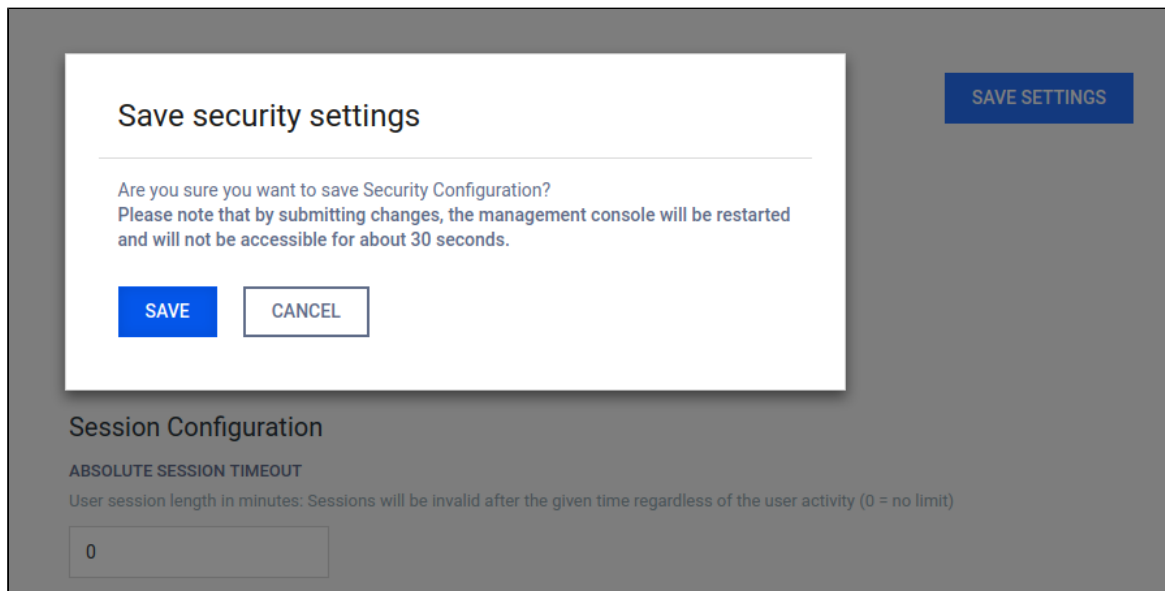 Save security settings
SAVE SETTINGS
Are you sure you want to save Security Configuration?
Please note that by submitting changes, the management console will be restarted
and will not be accessible for about 30 seconds.
SAVE
CANCEL
Session Configuration
ABSOLUTE SESSION TIMEOUT
User session length in minutes: Sessions will be invalid after the given time regardless of the user activity (0 = no limit)
0